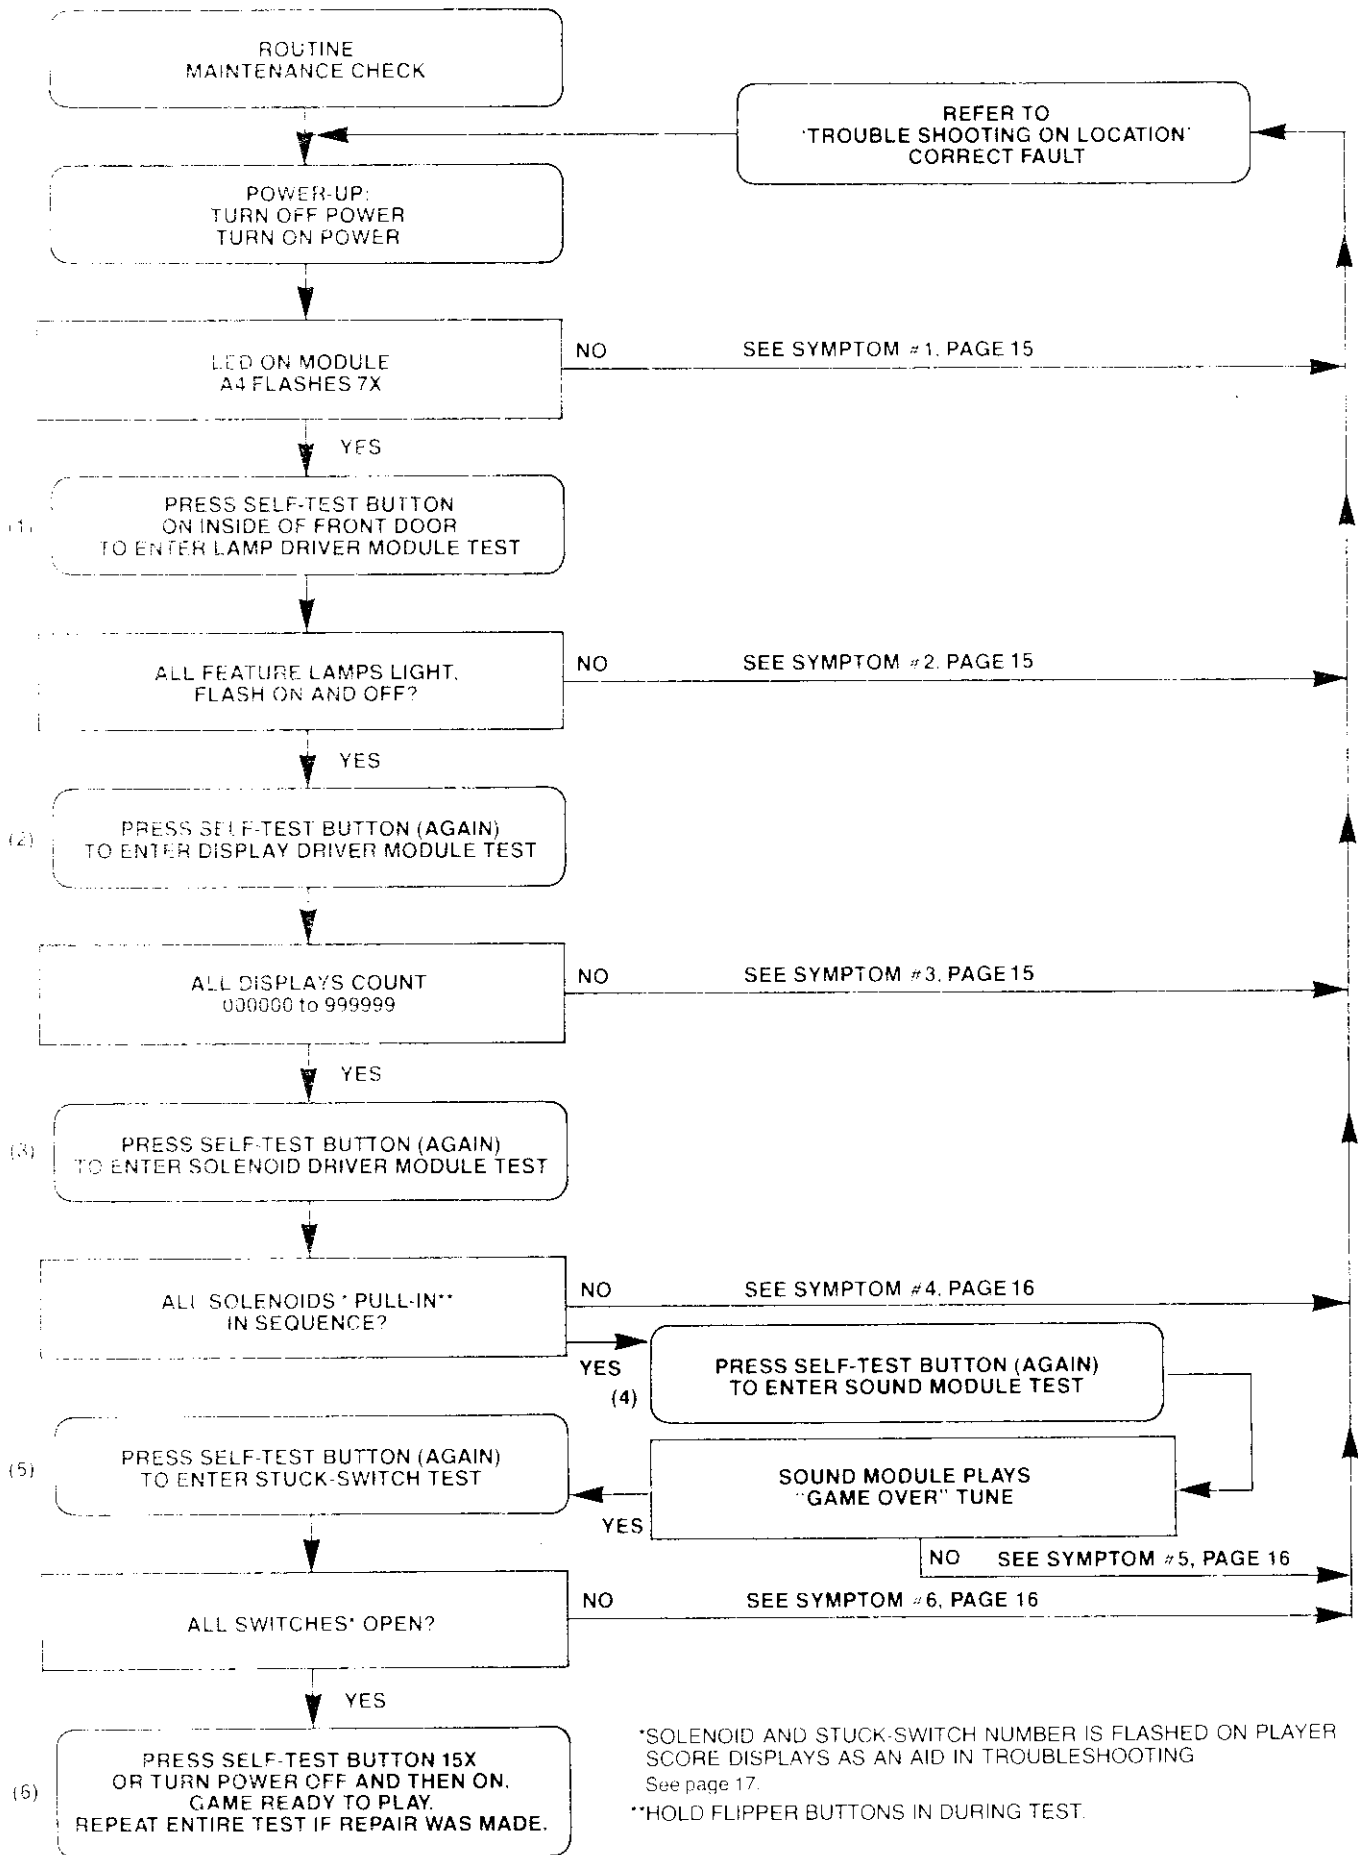 ROUTINE
MAINTENANCE CHECK
REFER TO
'TROUBLE SHOOTING ON LOCATION'
CORRECT FAULT
POWER-UP:
TURN OFF POWER
TURN ON POWER
LED ON MODULE
A4 FLASHES 7X
NO
SEE SYMPTOM #1, PAGE 15
YES
(1)
PRESS SELF-TEST BUTTON
ON INSIDE OF FRONT DOOR
TO ENTER LAMP DRIVER MODULE TEST
ALL FEATURE LAMPS LIGHT,
FLASH ON AND OFF?
NO
SEE SYMPTOM #2, PAGE 15
YES
(2)
PRESS SELF-TEST BUTTON (AGAIN)
TO ENTER DISPLAY DRIVER MODULE TEST
ALL DISPLAYS COUNT
000000 to 999999
NO
SEE SYMPTOM #3, PAGE 15
YES
(3)
PRESS SELF-TEST BUTTON (AGAIN)
TO ENTER SOLENOID DRIVER MODULE TEST
ALL SOLENOIDS * PULL-IN**
IN SEQUENCE?
NO
SEE SYMPTOM #4, PAGE 16
YES
(4)
PRESS SELF-TEST BUTTON (AGAIN)
TO ENTER SOUND MODULE TEST
SOUND MODULE PLAYS
"GAME OVER" TUNE
YES
NO
SEE SYMPTOM #5, PAGE 16
(5)
PRESS SELF-TEST BUTTON (AGAIN)
TO ENTER STUCK-SWITCH TEST
ALL SWITCHES* OPEN?
NO
SEE SYMPTOM #6, PAGE 16
YES
(6)
PRESS SELF-TEST BUTTON 15X
OR TURN POWER OFF AND THEN ON.
GAME READY TO PLAY.
REPEAT ENTIRE TEST IF REPAIR WAS MADE.
*SOLENOID AND STUCK-SWITCH NUMBER IS FLASHED ON PLAYER
SCORE DISPLAYS AS AN AID IN TROUBLESHOOTING
See page 17.
**HOLD FLIPPER BUTTONS IN DURING TEST.